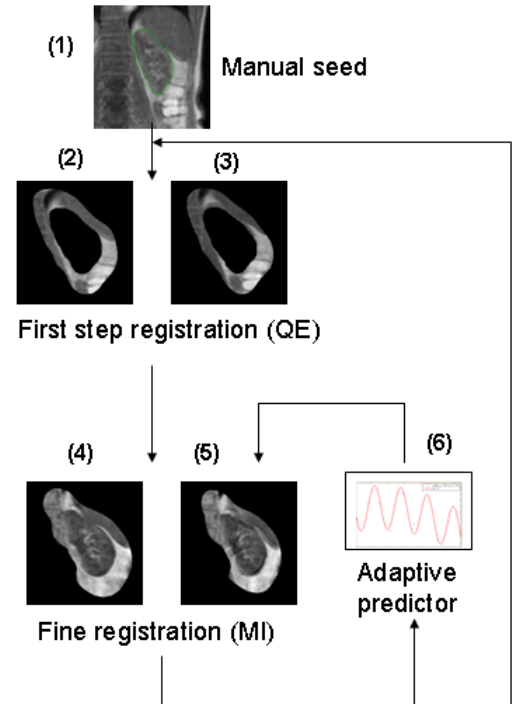 (1)
Manual seed
(2)
(3)
First step registration (QE)
(4)
(5)
(6)
Adaptive
predictor
Fine registration (MI)